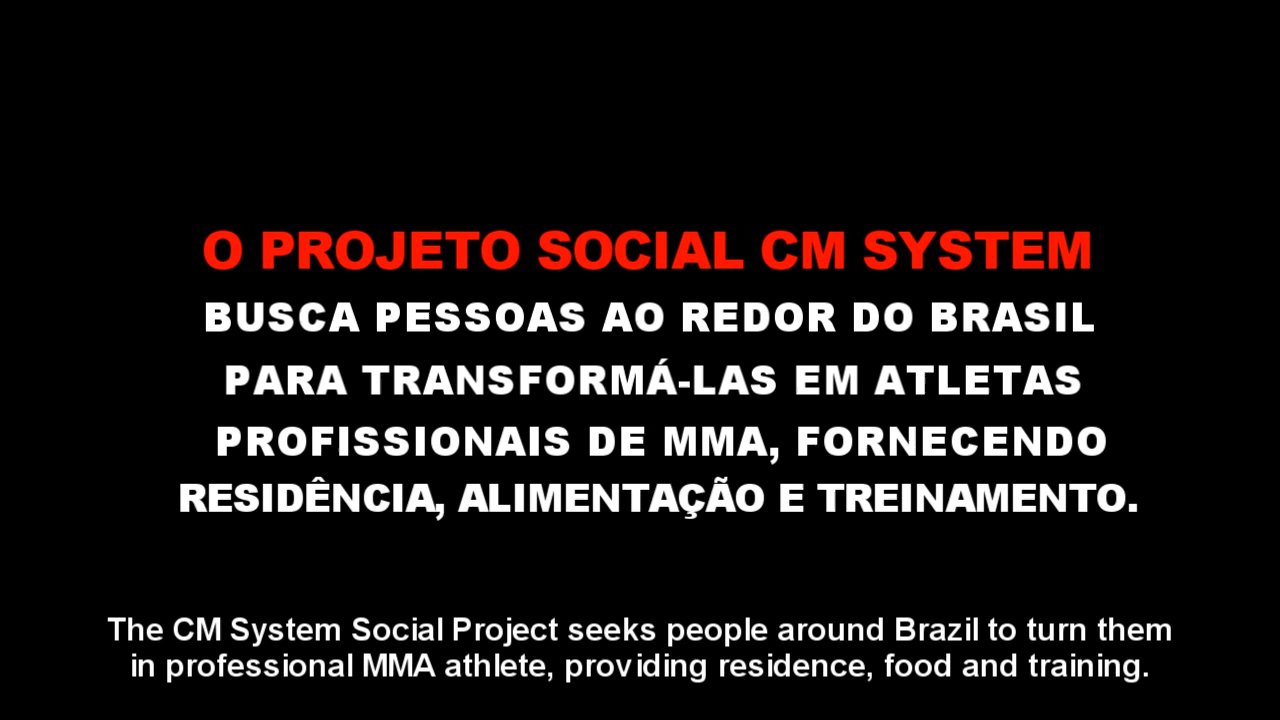 O PROJETO SOCIAL CM SYSTEM
BUSCA PESSOAS AO REDOR DO BRASIL
PARA TRANSFORMÁ-LAS EM ATLETAS
PROFISSIONAIS DE MMA, FORNECENDO
RESIDÊNCIA, ALIMENTAÇÃO E TREINAMENTO.
The CM System Social Project seeks people around Brazil to turn them
in professional MMA athlete, providing residence, food and training.